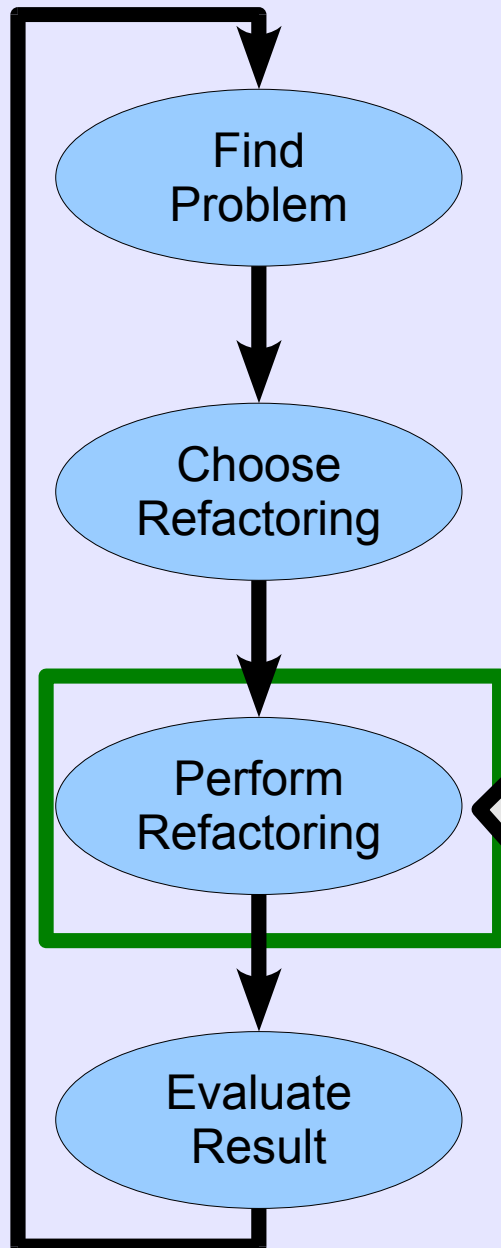 Find
Problem
Choose
Refactoring
Perform
Refactoring
Evaluate
Result